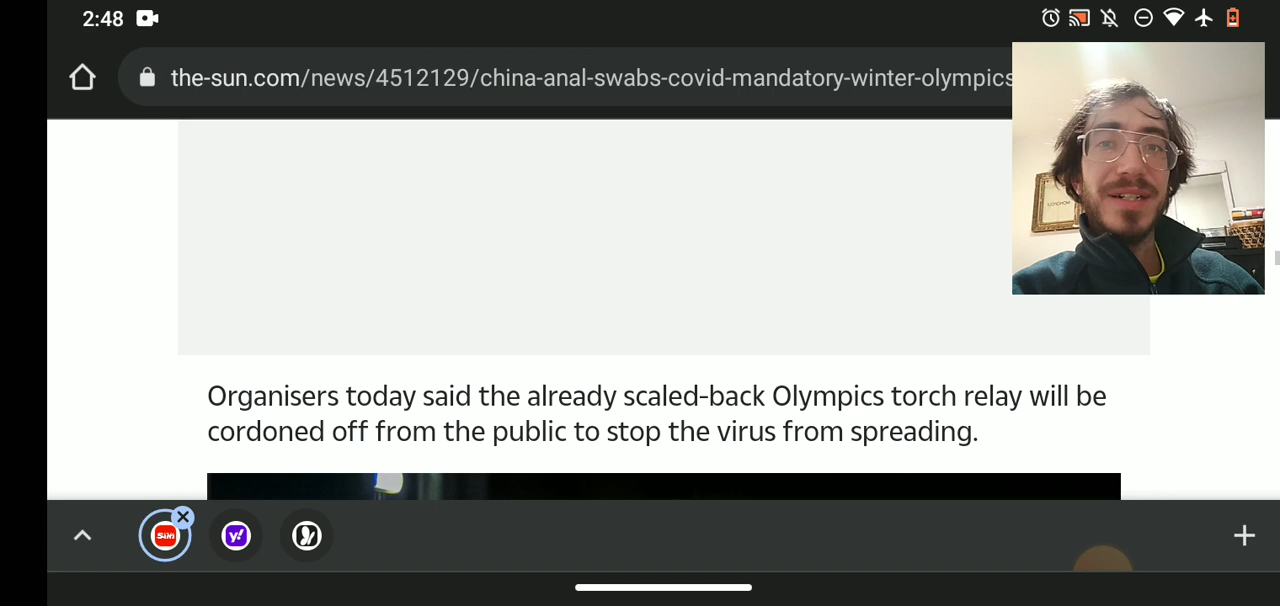 2:48
the-sun.com/news/4512129/china-anal-swabs-covid-mandatory-winter-olympics
Organisers today said the already scaled-back Olympics torch relay will be
cordoned off from the public to stop the virus from spreading.
Sun
y!